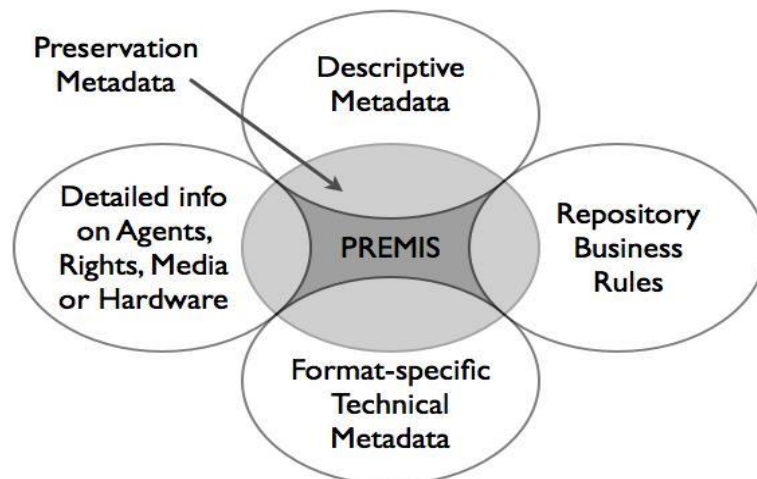 Preservation
Metadata
Descriptive
Metadata
Detailed info
on Agents,
Rights, Media
or Hardware
PREMIS
Repository
Business
Rules
Format-specific
Technical
Metadata